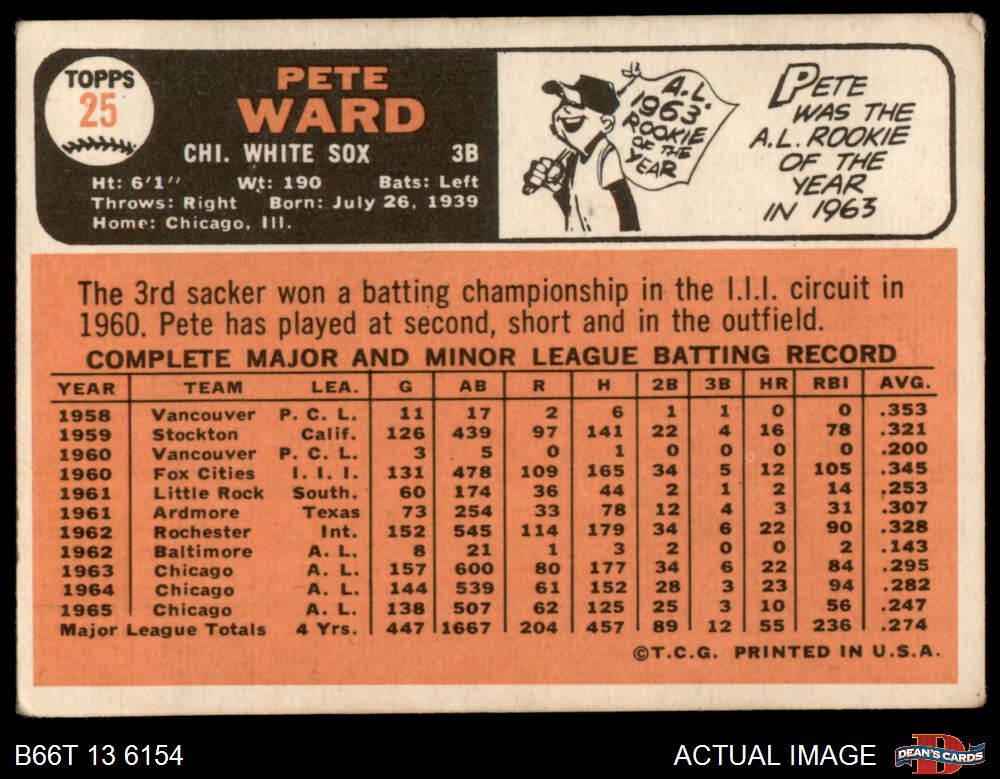 TOPPS
25
PETE
WARD
CHI. WHITE SOX 3B
Ht: 6'1" Wt: 190 Bats: Left
Throws: Right Born: July 26, 1939
Home: Chicago, Ill.
A.L.
1963
ROOKIE
OF THE
YEAR
PETE
WAS THE
A.L. ROOKIE
OF THE
YEAR
IN 1963
The 3rd sacker won a batting championship in the I.I.I. circuit in
1960. Pete has played at second, short and in the outfield.
COMPLETE MAJOR AND MINOR LEAGUE BATTING RECORD
YEAR TEAM LEA. G AB R H 2B 3B HR RBI AVG.
1958 Vancouver P. C. L. 11 17 2 6 1 1 0 0 .353
1959 Stockton Calif. 126 439 97 141 22 4 16 78 .321
1960 Vancouver P. C. L. 3 5 0 1 0 0 0 0 .200
1960 Fox Cities I. I. I. 131 478 109 165 34 5 12 105 .345
1961 Little Rock South. 60 174 36 44 2 1 2 14 .253
1961 Ardmore Texas 73 254 33 78 12 4 3 31 .307
1962 Rochester Int. 152 545 114 179 34 6 22 90 .328
1962 Baltimore A. L. 8 21 1 3 2 0 0 2 .143
1963 Chicago A. L. 157 600 80 177 34 6 22 84 .295
1964 Chicago A. L. 144 539 61 152 28 3 23 94 .282
1965 Chicago A. L. 138 507 62 125 25 3 10 56 .247
Major League Totals 4 Yrs. 447 1667 204 457 89 12 55 236 .274
©T.C.G. PRINTED IN U.S.A.
B66T 13 6154
ACTUAL IMAGE
DEAN'S CARDS